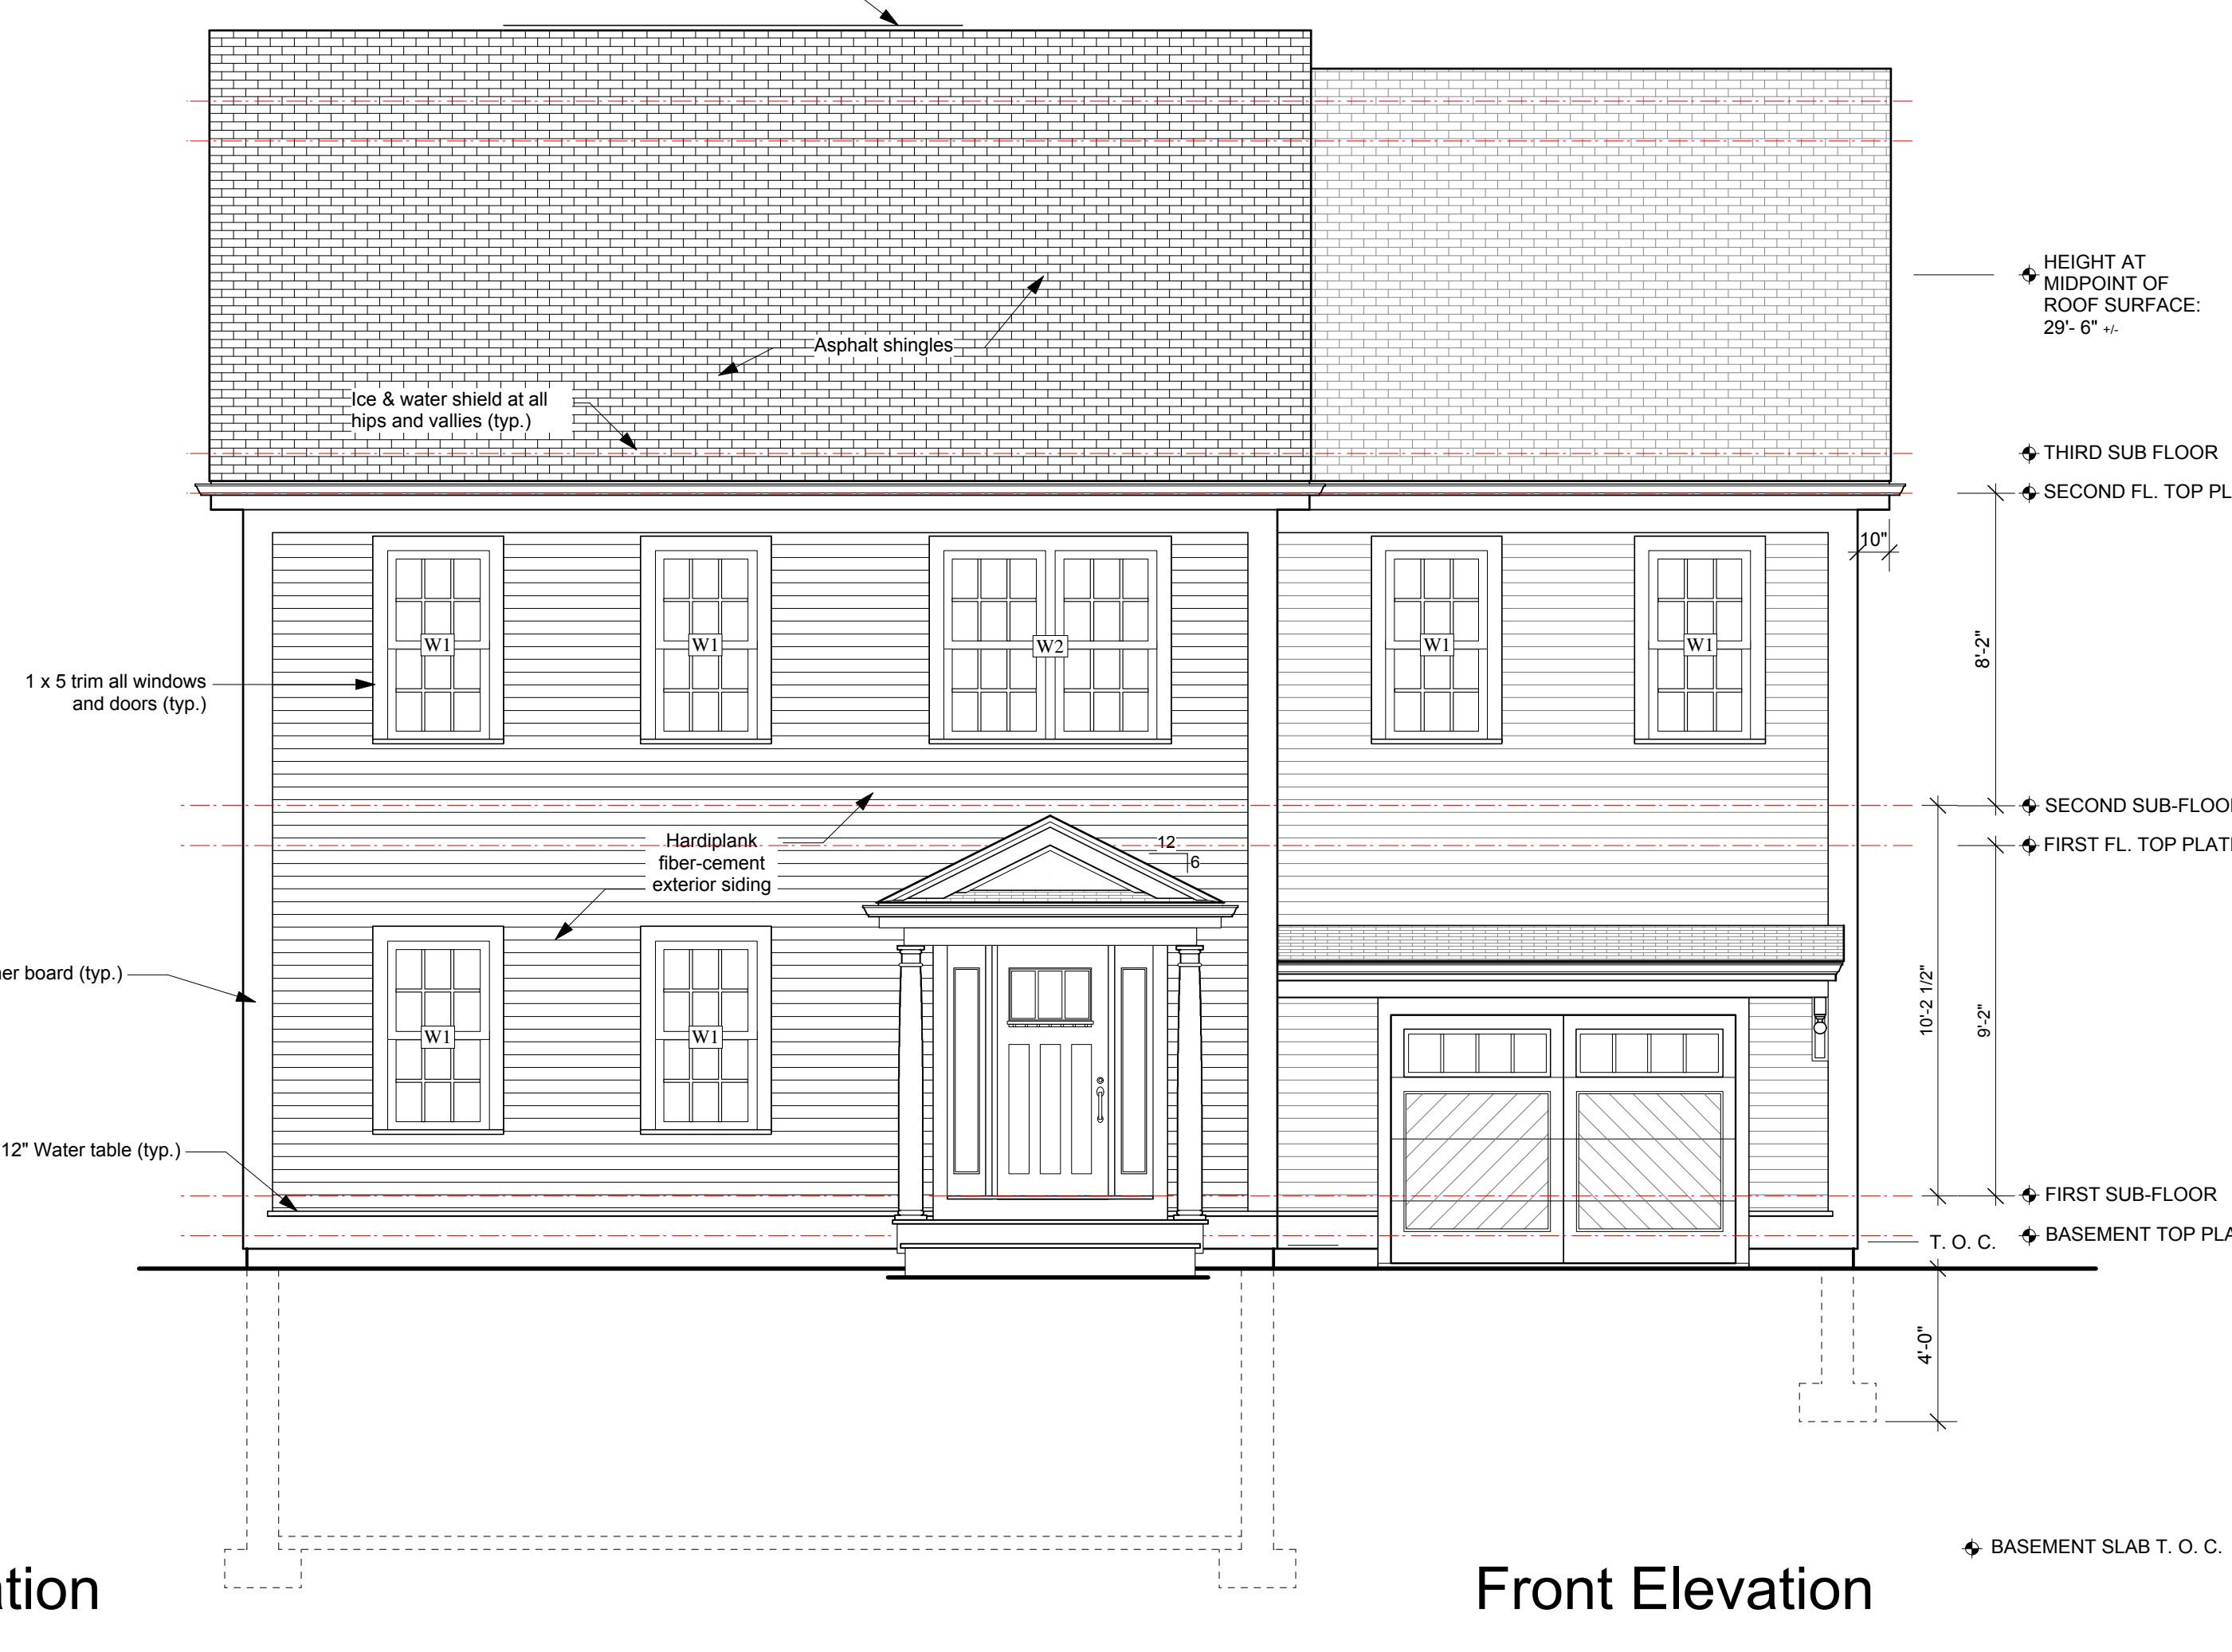 HEIGHT AT
MIDPOINT OF
ROOF SURFACE:
29'- 6" +/-
Asphalt shingles
Ice & water shield at all
hips and vallies (typ.)
THIRD SUB FLOOR
SECOND FL. TOP PL
10"
8'-2"
W1
W1
W2
W1
W1
1 x 5 trim all windows
and doors (typ.)
SECOND SUB-FLOO
Hardiplank
fiber-cement
exterior siding
12
6
FIRST FL. TOP PLAT
er board (typ.)
10'-2 1/2"
9'-2"
W1
W1
12" Water table (typ.)
FIRST SUB-FLOOR
T. O. C.
BASEMENT TOP PLA
4'-0"
BASEMENT SLAB T. O. C.
ation
Front Elevation